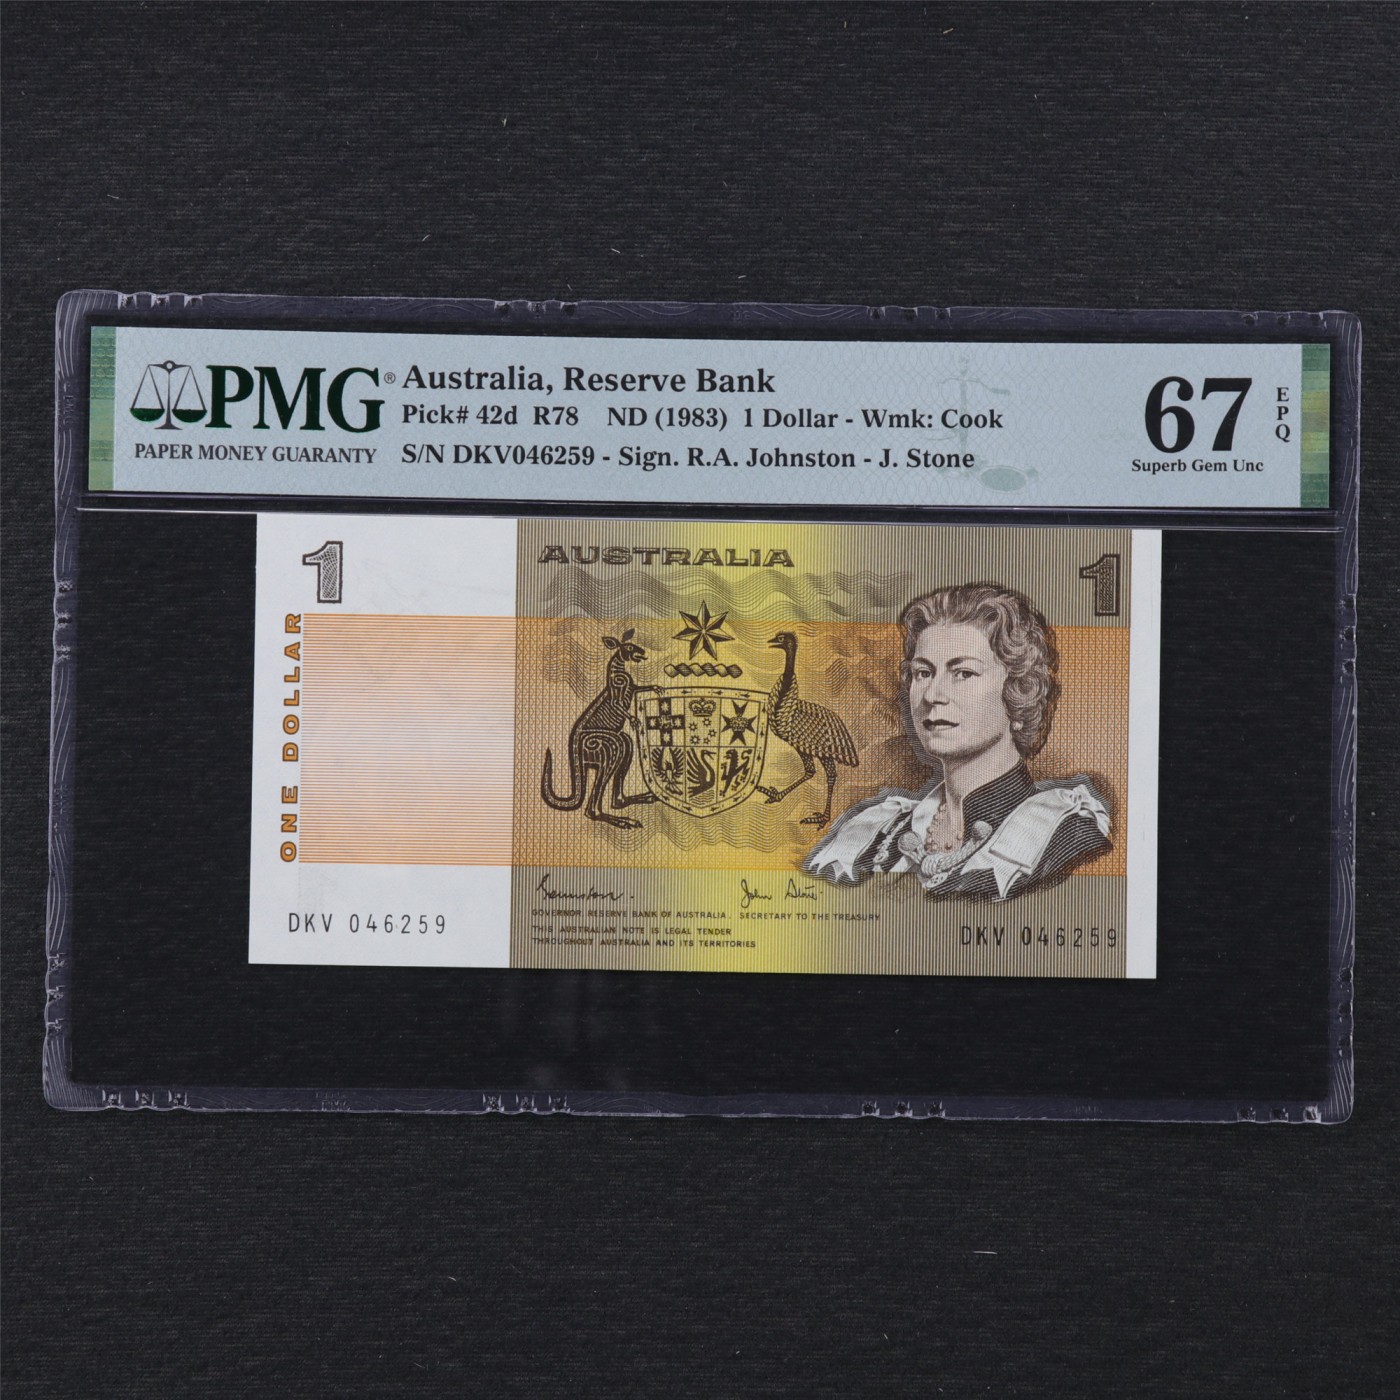 PMG®
PAPER MONEY GUARANTY
Australia, Reserve Bank
Pick# 42d R78 ND (1983) 1 Dollar - Wmk: Cook
S/N DKV046259 - Sign. R.A. Johnston - J. Stone
67
EPQ
Superb Gem Unc
1
AUSTRALIA
1
ONE DOLLAR
John Stone.
GOVERNOR, RESERVE BANK OF AUSTRALIA. SECRETARY TO THE TREASURY
THIS AUSTRALIAN NOTE IS LEGAL TENDER
THROUGHOUT AUSTRALIA AND ITS TERRITORIES
DKV 046259
DKV 046259